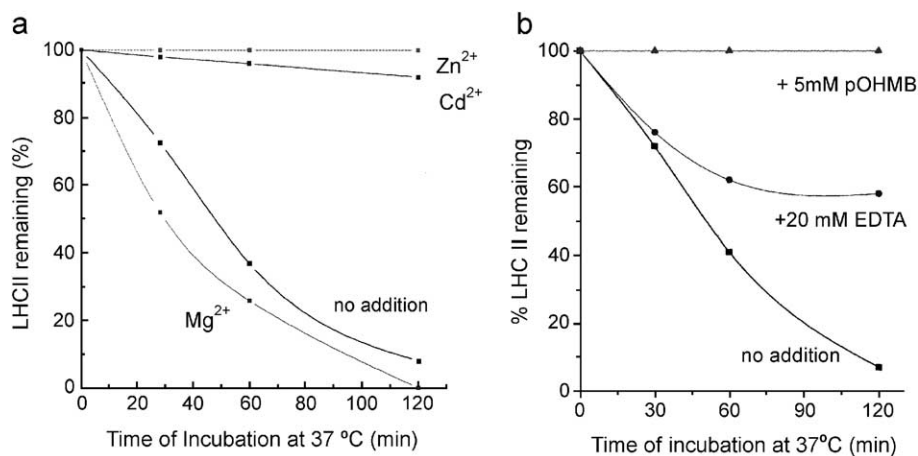 a
100
80
60
40
20
0
LHCII remaining (%)
Zn2+
Cd2+
no addition
Mg2+
0 20 40 60 80 100 120
Time of Incubation at 37 ºC (min)
b
100
80
60
40
20
0
% LHC II remaining
+ 5mM pOHMB
+20 mM EDTA
no addition
0 30 60 90 120
Time of incubation at 37ºC (min)